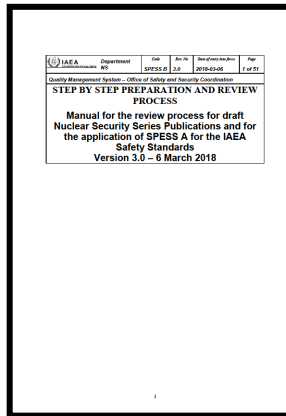 IAEA
Department
NS
Code
SPESS B
Rev. No
3.0
Date of entry into force
2018-03-06
Page
1 of 51
Quality Management System – Office of Safety and Security Coordination
STEP BY STEP PREPARATION AND REVIEW
PROCESS
Manual for the review process for draft
Nuclear Security Series Publications and for
the application of SPESS A for the IAEA
Safety Standards
Version 3.0 – 6 March 2018
1